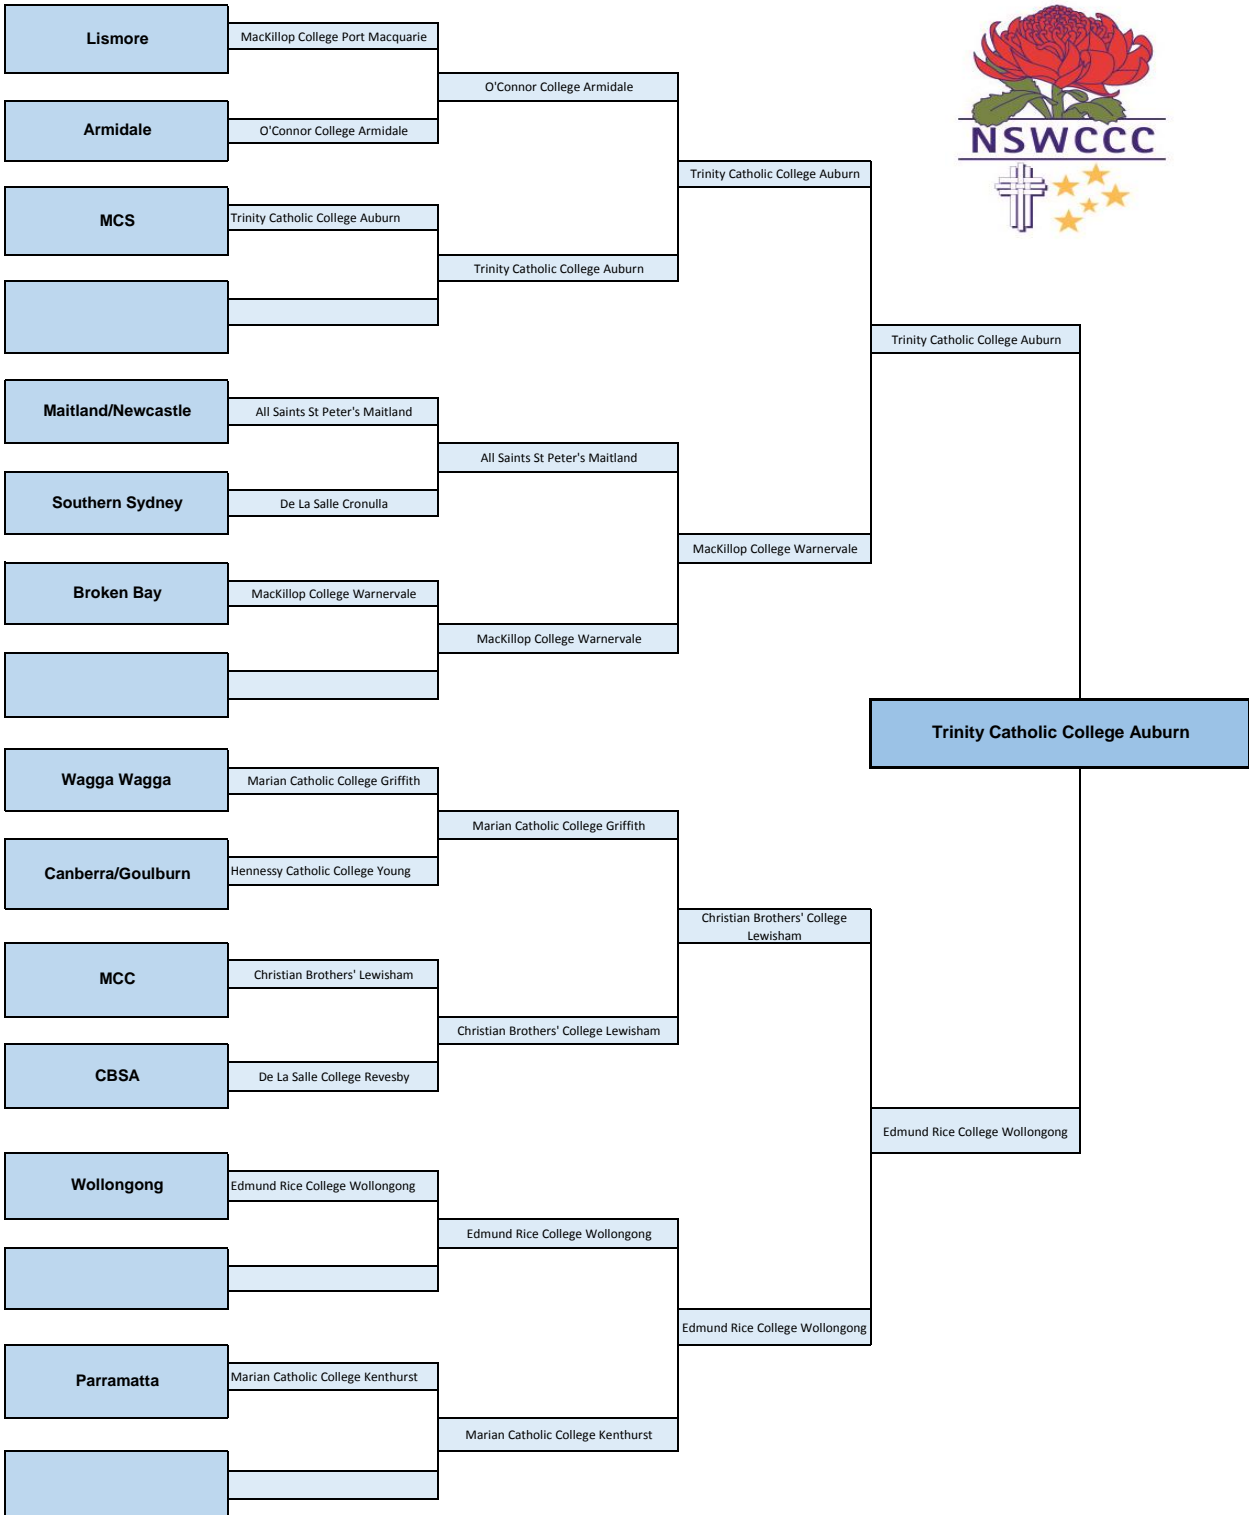 Lismore
MacKillop College Port Macquarie
O'Connor College Armidale
Armidale
O'Connor College Armidale
NSWCCC
Trinity Catholic College Auburn
MCS
Trinity Catholic College Auburn
Trinity Catholic College Auburn
Trinity Catholic College Auburn
Maitland/Newcastle
All Saints St Peter's Maitland
All Saints St Peter's Maitland
Southern Sydney
De La Salle Cronulla
MacKillop College Warnervale
Broken Bay
MacKillop College Warnervale
MacKillop College Warnervale
Trinity Catholic College Auburn
Wagga Wagga
Marian Catholic College Griffith
Marian Catholic College Griffith
Canberra/Goulburn
Hennessy Catholic College Young
Christian Brothers' College
Lewisham
MCC
Christian Brothers' Lewisham
Christian Brothers' College Lewisham
CBSA
De La Salle College Revesby
Edmund Rice College Wollongong
Wollongong
Edmund Rice College Wollongong
Edmund Rice College Wollongong
Edmund Rice College Wollongong
Parramatta
Marian Catholic College Kenthurst
Marian Catholic College Kenthurst